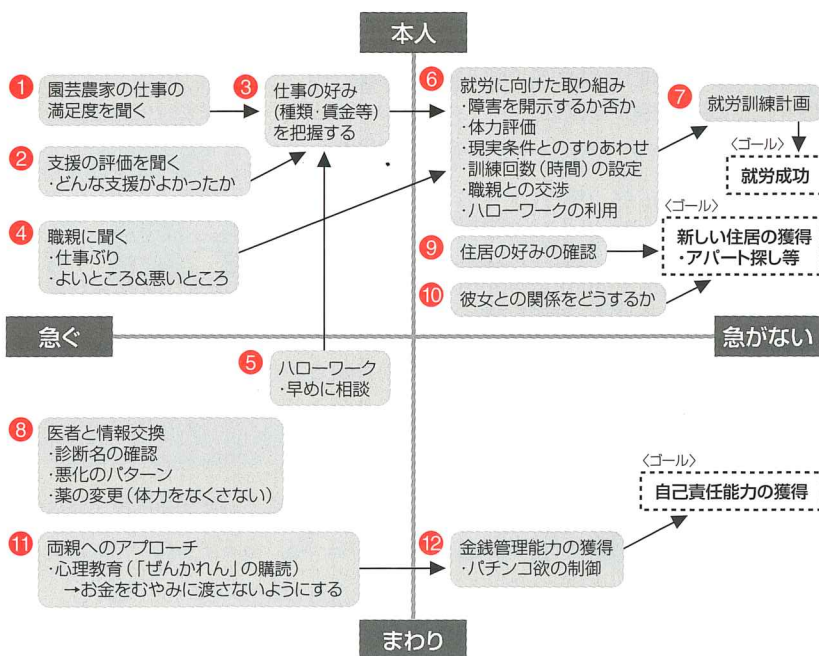 本人
1 園芸農家の仕事の
満足度を聞く
2 支援の評価を聞く
・どんな支援がよかったか
3 仕事の好み
(種類・賃金等)
を把握する
4 職親に聞く
・仕事ぶり
・よいところ&悪いところ
6 就労に向けた取り組み
・障害を開示するか否か
・体力評価
・現実条件とのすりあわせ
・訓練回数(時間)の設定
・職親との交渉
・ハローワークの利用
7 就労訓練計画
〈ゴール〉
就労成功
9 住居の好みの確認
〈ゴール〉
新しい住居の獲得
・アパート探し等
10 彼女との関係をどうするか
急ぐ
急がない
5 ハローワーク
・早めに相談
8 医者と情報交換
・診断名の確認
・悪化のパターン
・薬の変更(体力をなくさない)
11 両親へのアプローチ
・心理教育(「ぜんかれん」の購読)
→お金をむやみに渡さないようにする
12 金銭管理能力の獲得
・パチンコ欲の制御
〈ゴール〉
自己責任能力の獲得
まわり